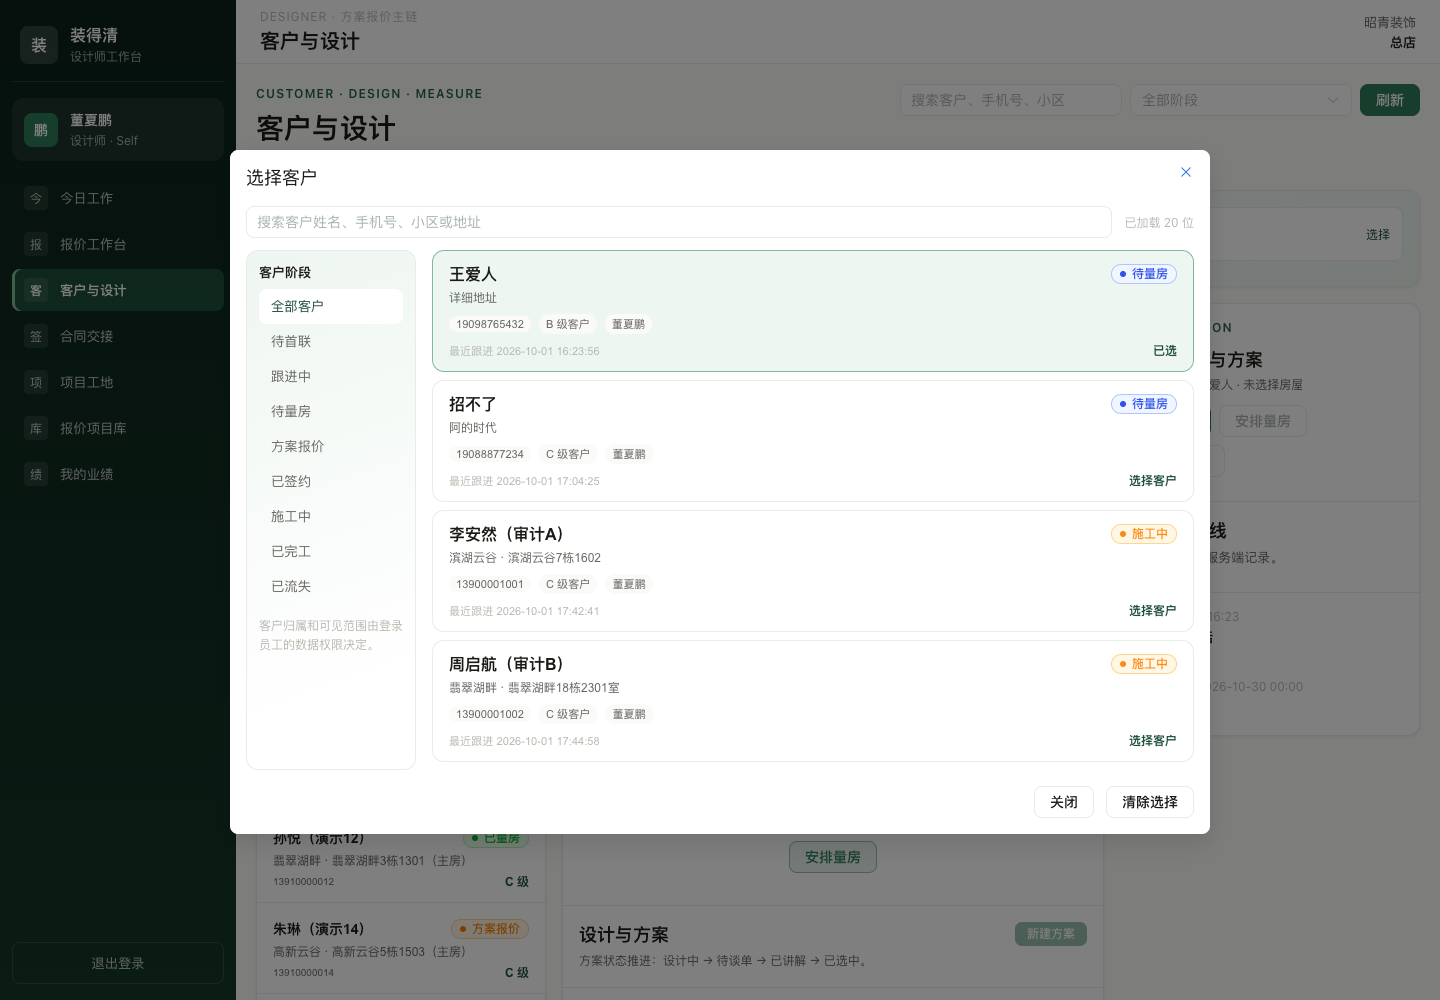 装
装得清
设计师工作台
鹏
董夏鹏
设计师 · Self
今 今日工作
报 报价工作台
客 客户与设计
签 合同交接
项 项目工地
库 报价项目库
绩 我的业绩
退出登录
DESIGNER · 方案报价主链
客户与设计
昭青装饰
总店
CUSTOMER · DESIGN · MEASURE
客户与设计
搜索客户、手机号、小区
全部阶段
刷新
选择
选择客户
搜索客户姓名、手机号、小区或地址
已加载 20 位
客户阶段
全部客户
待首联
跟进中
待量房
方案报价
已签约
施工中
已完工
已流失
客户归属和可见范围由登录
员工的数据权限决定。
王爱人
待量房
详细地址
19098765432 B 级客户 董夏鹏
最近跟进 2026-10-01 16:23:56
已选
招不了
待量房
阿的时代
19088877234 C 级客户 董夏鹏
最近跟进 2026-10-01 17:04:25
选择客户
李安然（审计A）
施工中
滨湖云谷 · 滨湖云谷7栋1602
13900001001 C 级客户 董夏鹏
最近跟进 2026-10-01 17:42:41
选择客户
周启航（审计B）
施工中
翡翠湖畔 · 翡翠湖畔18栋2301室
13900001002 C 级客户 董夏鹏
最近跟进 2026-10-01 17:44:58
选择客户
关闭
清除选择
ON
与方案
爱人 · 未选择房屋
安排量房
线
服务端记录。
16:23
26-10-30 00:00
孙悦（演示12）
已量房
翡翠湖畔 · 翡翠湖畔3栋1301（主房）
13910000012
C 级
朱琳（演示14）
方案报价
高新云谷 · 高新云谷5栋1503（主房）
13910000014
C 级
安排量房
设计与方案
新建方案
方案状态推进：设计中 → 待谈单 → 已讲解 → 已选中。